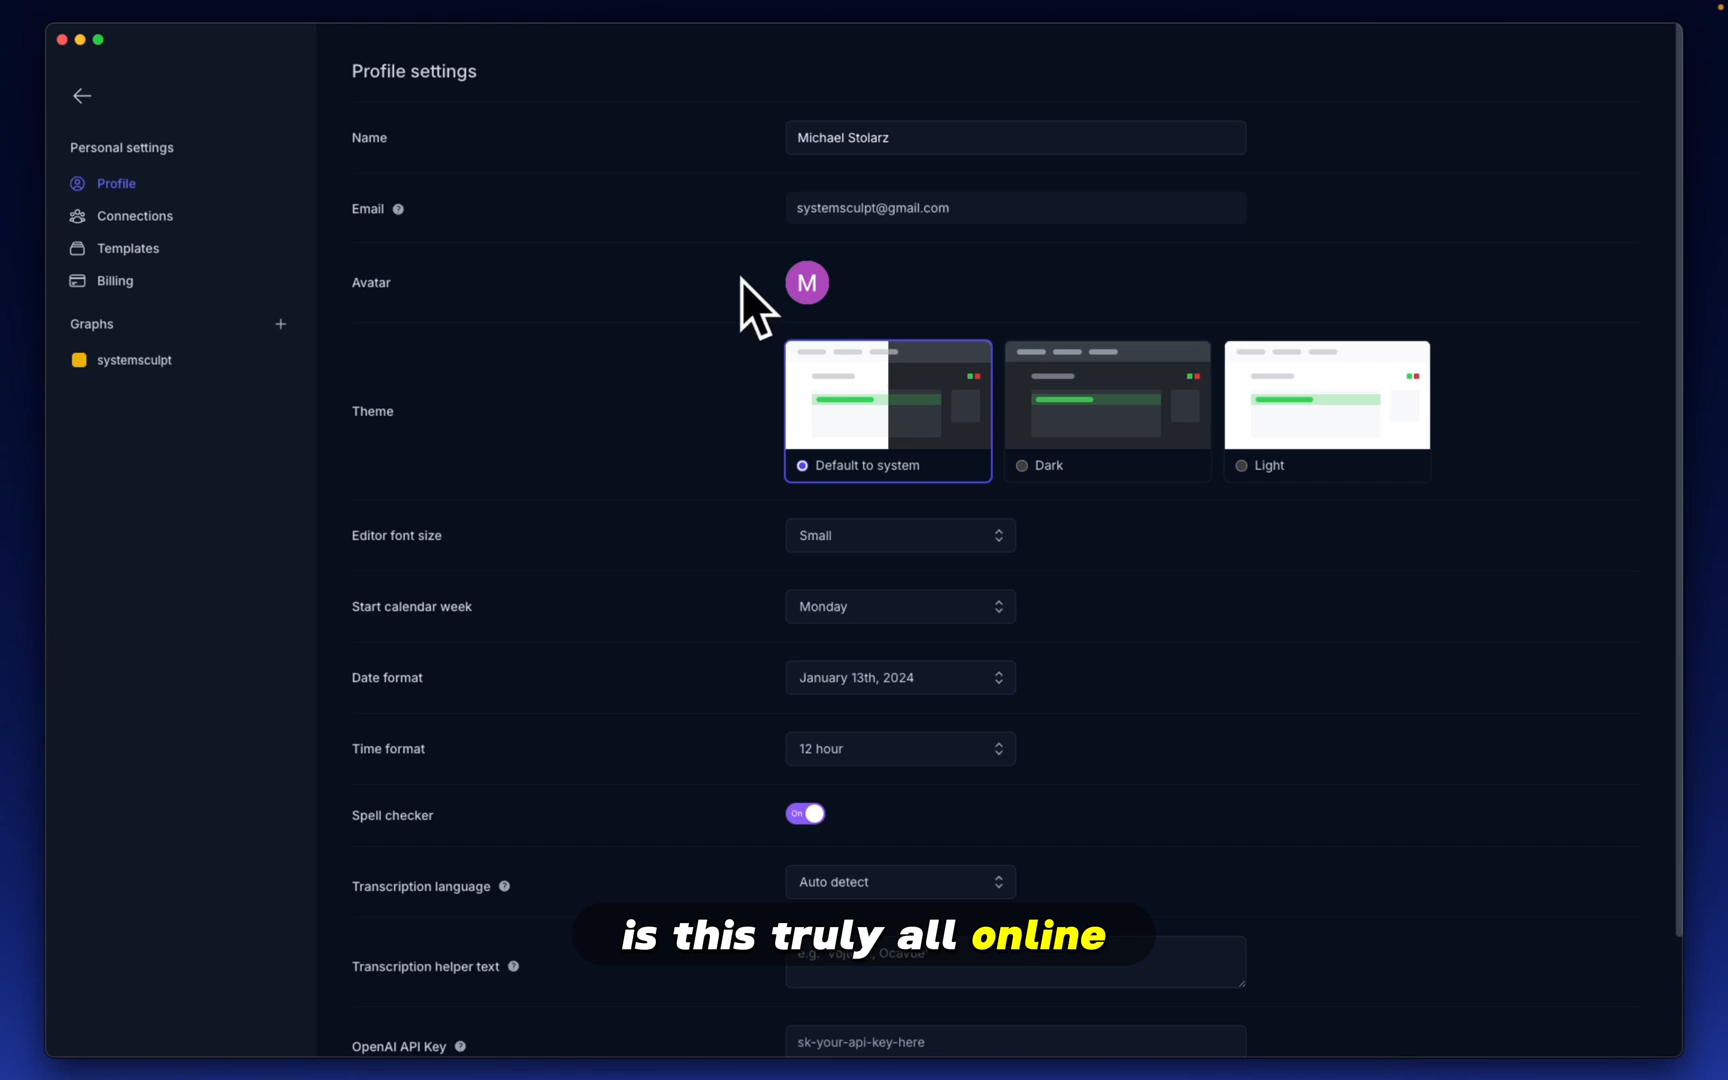 Profile settings
Personal settings
Profile
Connections
Templates
Billing
Graphs
systemsculpt
Name
Michael Stolarz
Email
systemsculpt@gmail.com
Avatar
M
Theme
Default to system
Dark
Light
Editor font size
Small
Start calendar week
Monday
Date format
January 13th, 2024
Time format
12 hour
Spell checker
On
Transcription language
Auto detect
is this truly all online
Transcription helper text
e.g. Ocavue
OpenAI API Key
sk-your-api-key-here